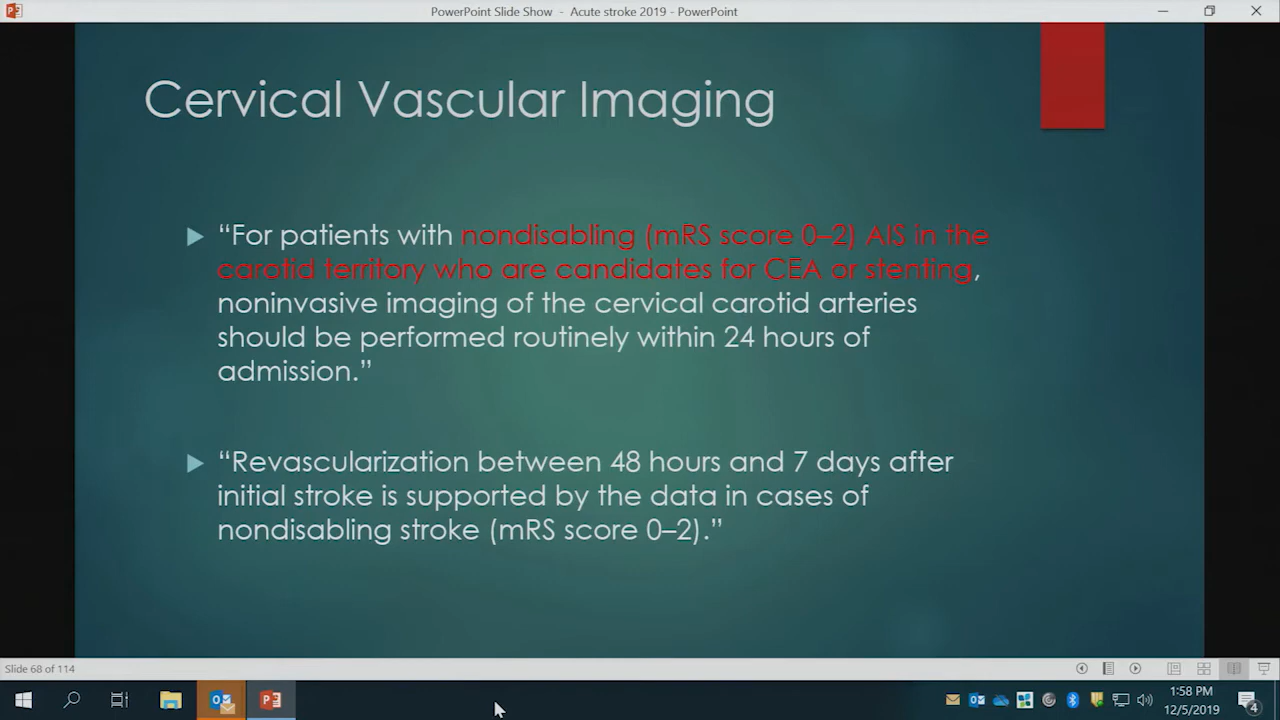 PowerPoint Slide Show - Acute stroke 2019 - PowerPoint
Cervical Vascular Imaging
“For patients with nondisabling (mRS score 0–2) AIS in the
carotid territory who are candidates for CEA or stenting,
noninvasive imaging of the cervical carotid arteries
should be performed routinely within 24 hours of
admission.”
“Revascularization between 48 hours and 7 days after
initial stroke is supported by the data in cases of
nondisabling stroke (mRS score 0–2).”
Slide 68 of 114
1:58 PM
12/5/2019
4